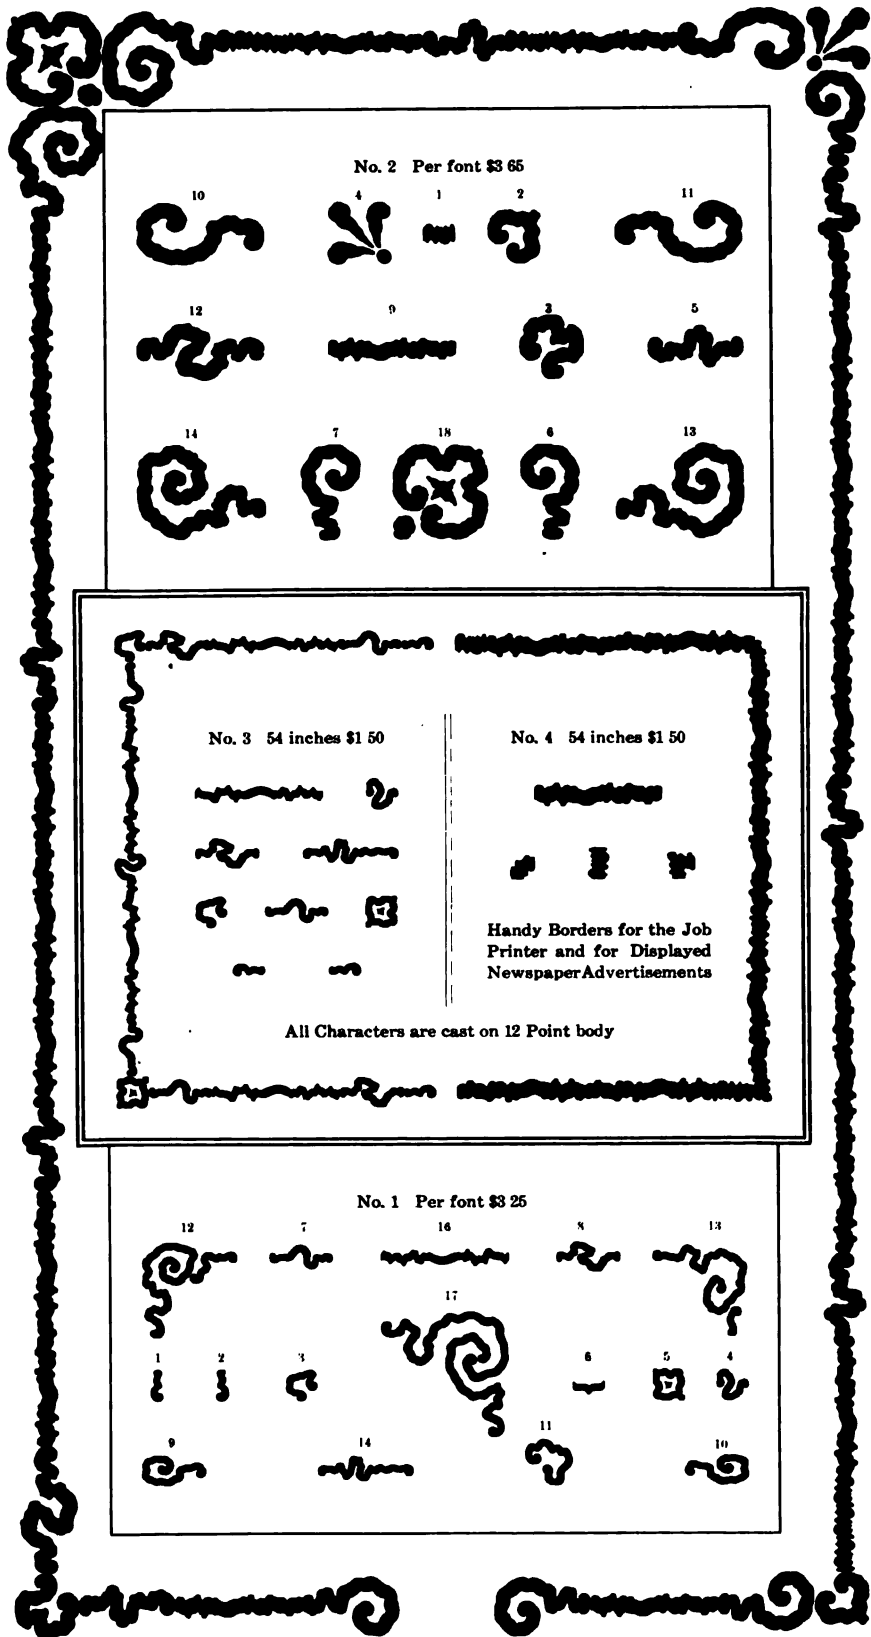 No. 2 Per font $3 65
10 4 1 2 11
12 9 3 5
14 7 18 6 13
No. 3 54 inches $1 50
No. 4 54 inches $1 50
Handy Borders for the Job
Printer and for Displayed
Newspaper Advertisements
All Characters are cast on 12 Point body
No. 1 Per font $3 25
12 7 16 8 13
17
1 2 3 6 5 4
9 14 11 10